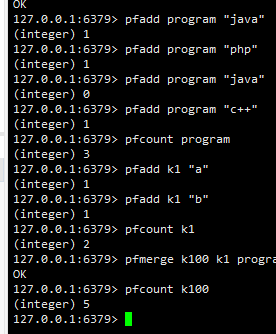 OK
127.0.0.1:6379> pfadd program "java"
(integer) 1
127.0.0.1:6379> pfadd program "php"
(integer) 1
127.0.0.1:6379> pfadd program "java"
(integer) 0
127.0.0.1:6379> pfadd program "c++"
(integer) 1
127.0.0.1:6379> pfcount program
(integer) 3
127.0.0.1:6379> pfadd k1 "a"
(integer) 1
127.0.0.1:6379> pfadd k1 "b"
(integer) 1
127.0.0.1:6379> pfcount k1
(integer) 2
127.0.0.1:6379> pfmerge k100 k1 progra
OK
127.0.0.1:6379> pfcount k100
(integer) 5
127.0.0.1:6379>